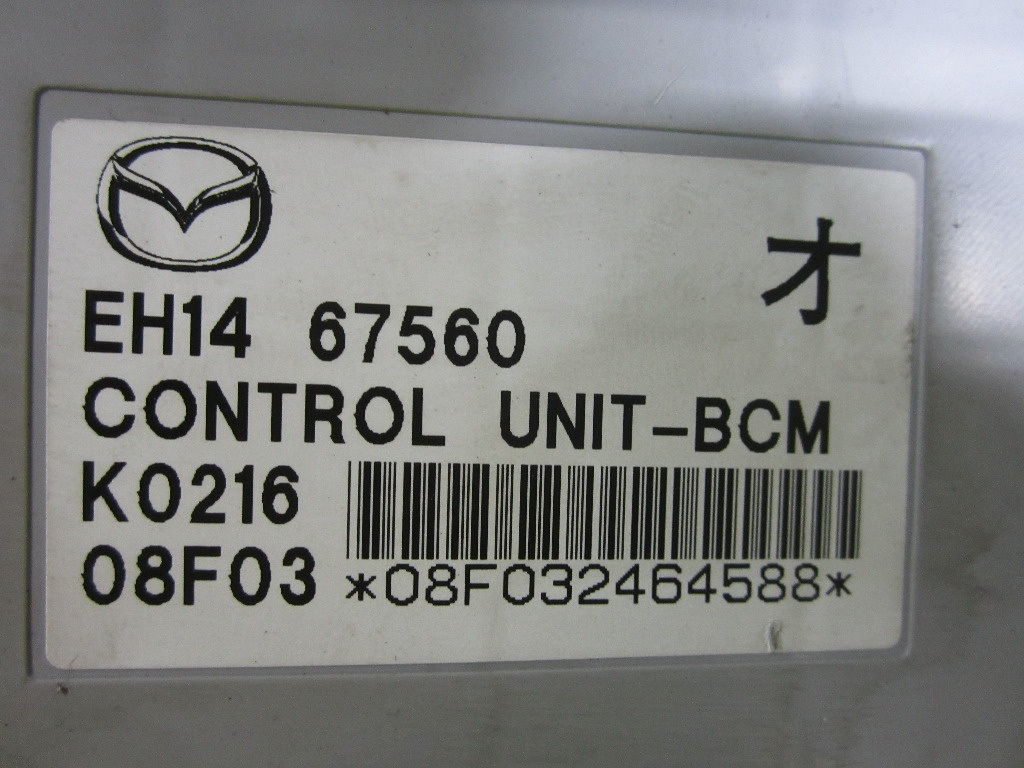 オ
EH14 67560
CONTROL UNIT-BCM
K0216
08F03
*08F032464588*